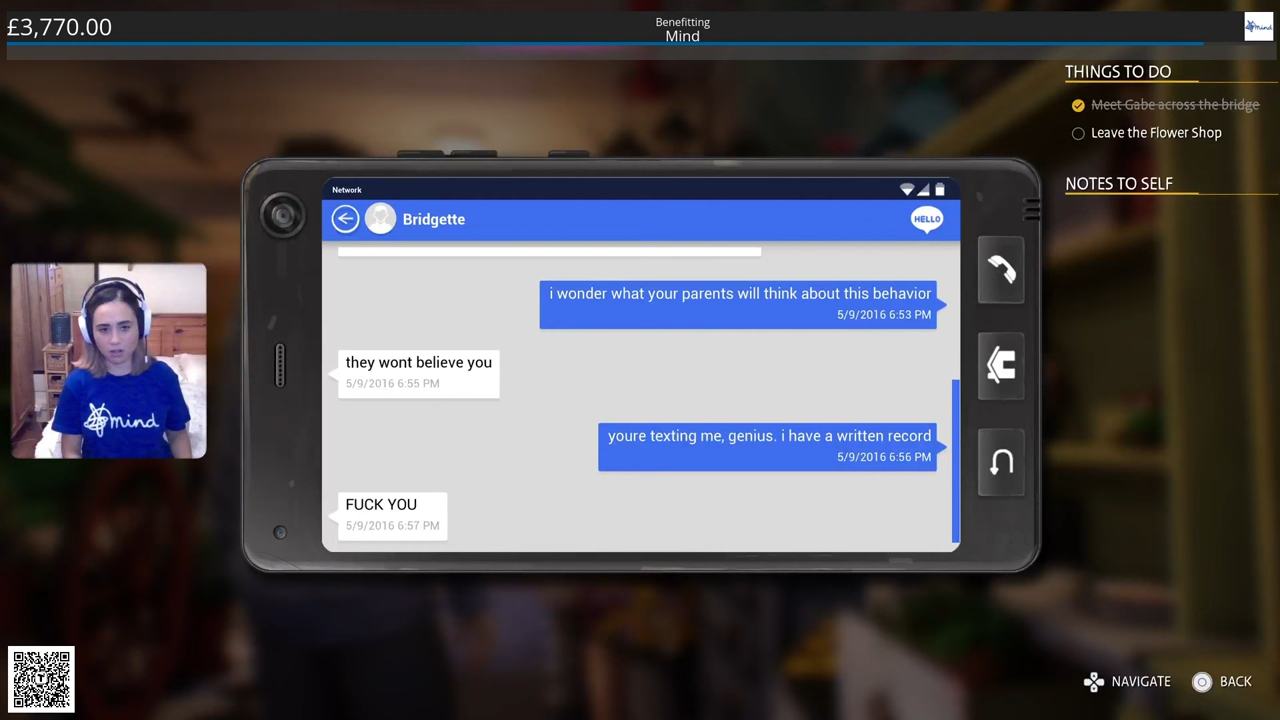 £3,770.00
Benefitting
Mind
mind
THINGS TO DO
Meet Gabe across the bridge
Leave the Flower Shop
NOTES TO SELF
Network
Bridgette
HELLO
i wonder what your parents will think about this behavior
5/9/2016 6:53 PM
they wont believe you
5/9/2016 6:55 PM
youre texting me, genius. i have a written record
5/9/2016 6:56 PM
FUCK YOU
5/9/2016 6:57 PM
mind
T
NAVIGATE
BACK